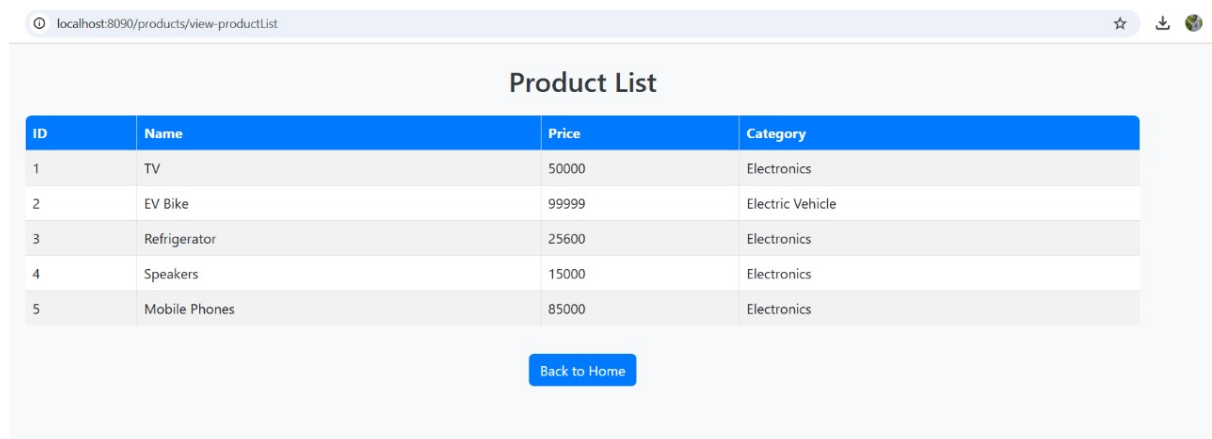 localhost:8090/products/view-productList
Product List
ID Name Price Category
1 TV 50000 Electronics
2 EV Bike 99999 Electric Vehicle
3 Refrigerator 25600 Electronics
4 Speakers 15000 Electronics
5 Mobile Phones 85000 Electronics
Back to Home